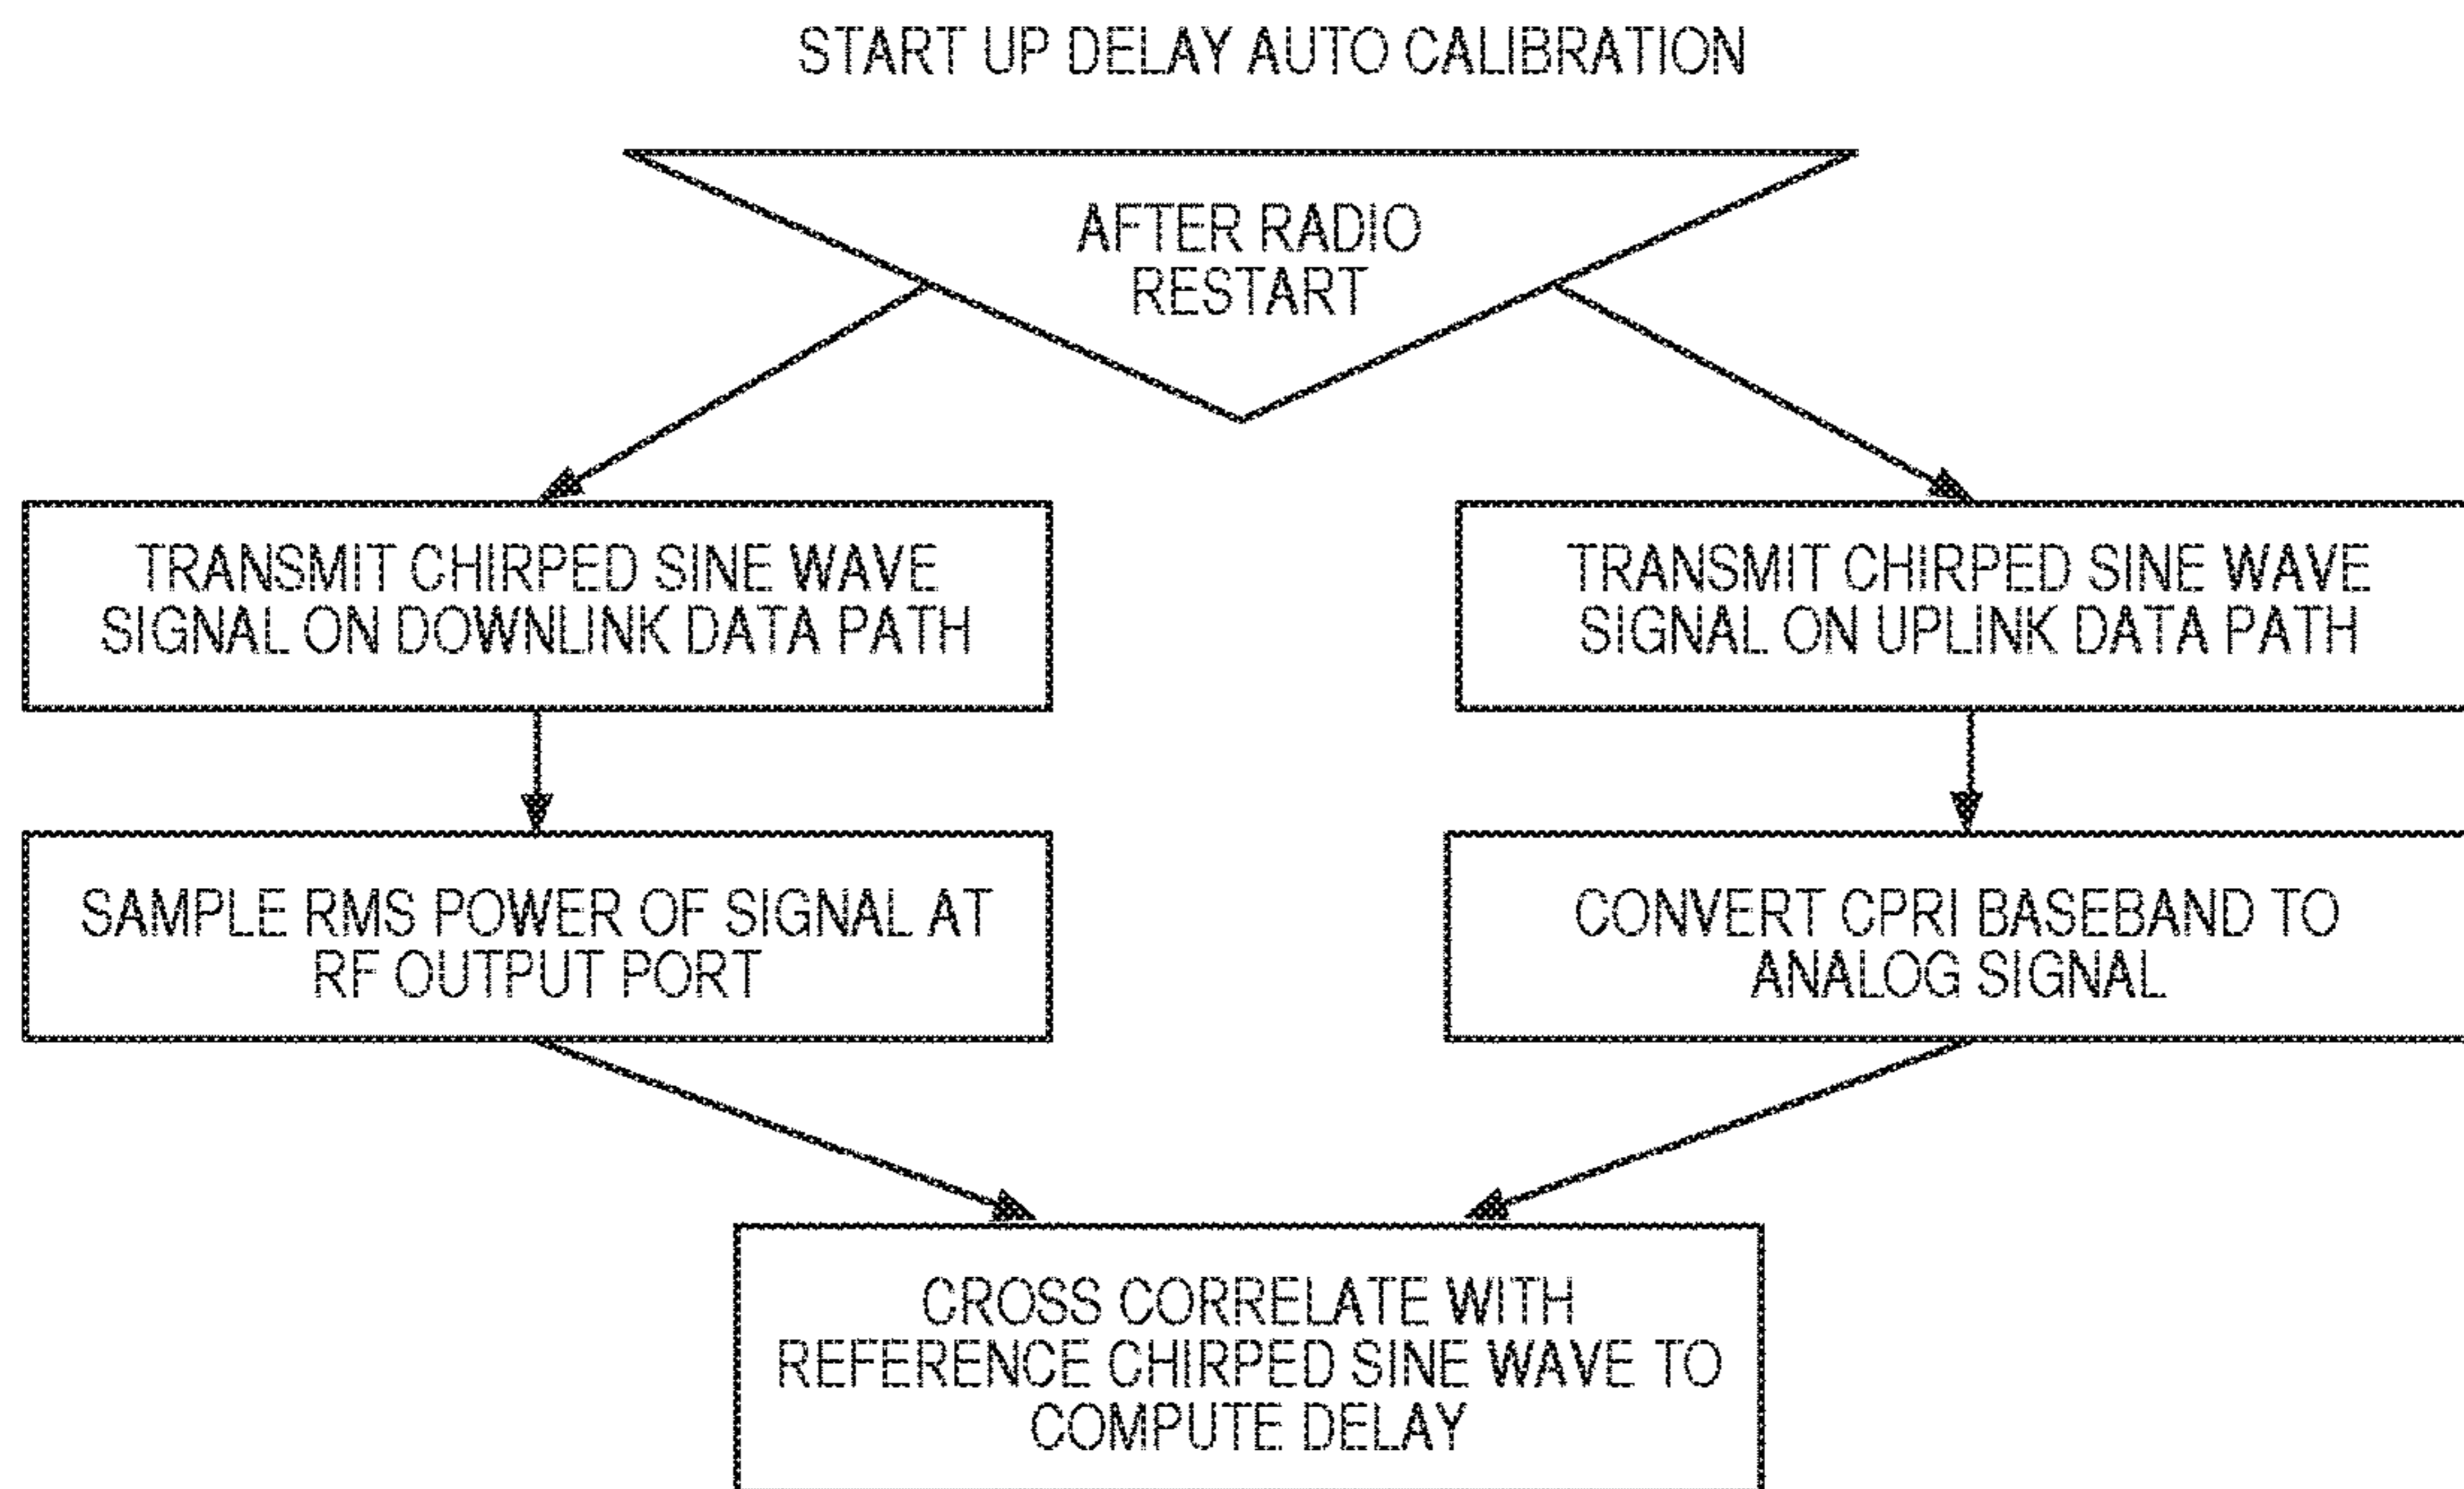 START UP DELAY AUTO CALIBRATION
AFTER RADIO
RESTART
TRANSMIT CHIRPED SINE WAVE
SIGNAL ON DOWNLINK DATA PATH
TRANSMIT CHIRPED SINE WAVE
SIGNAL ON UPLINK DATA PATH
SAMPLE RMS POWER OF SIGNAL AT
RF OUTPUT PORT
CONVERT CPRI BASEBAND TO
ANALOG SIGNAL
CROSS CORRELATE WITH
REFERENCE CHIRPED SINE WAVE TO
COMPUTE DELAY